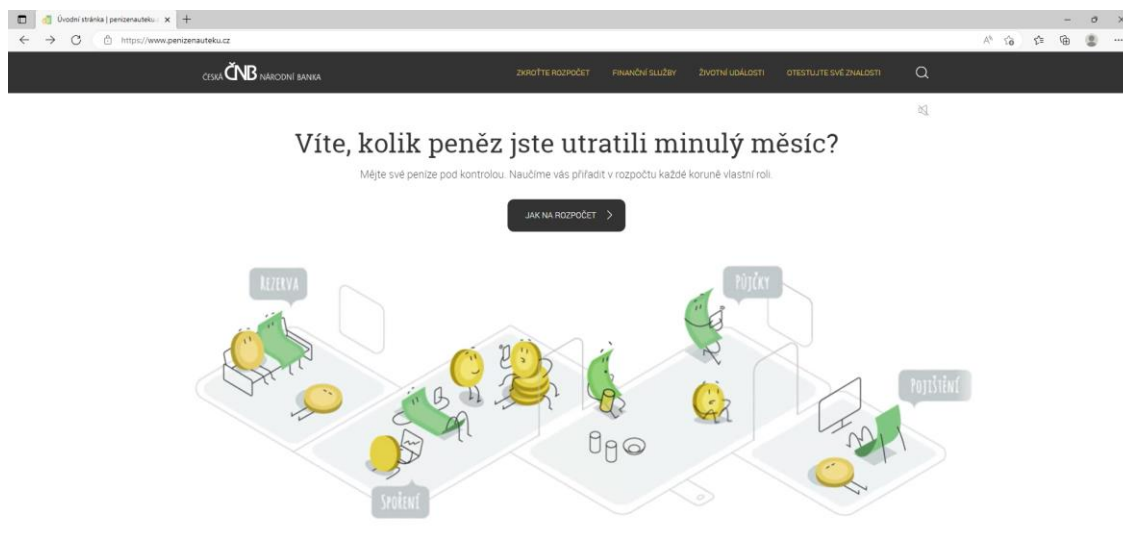 Úvodní stránka | penizenauteku.c
https://www.penizenauteku.cz
ČESKÁ ČNB NÁRODNÍ BANKA
ZKROŤTE ROZPOČET FINANČNÍ SLUŽBY ŽIVOTNÍ UDÁLOSTI OTESTUJTE SVÉ ZNALOSTI
Víte, kolik peněz jste utratili minulý měsíc?
Mějte své peníze pod kontrolou. Naučíme vás přiřadit v rozpočtu každé koruně vlastní roli.
JAK NA ROZPOČET
REZERVA
PŮJČKY
POJIŠTĚNÍ
SPOŘENÍ